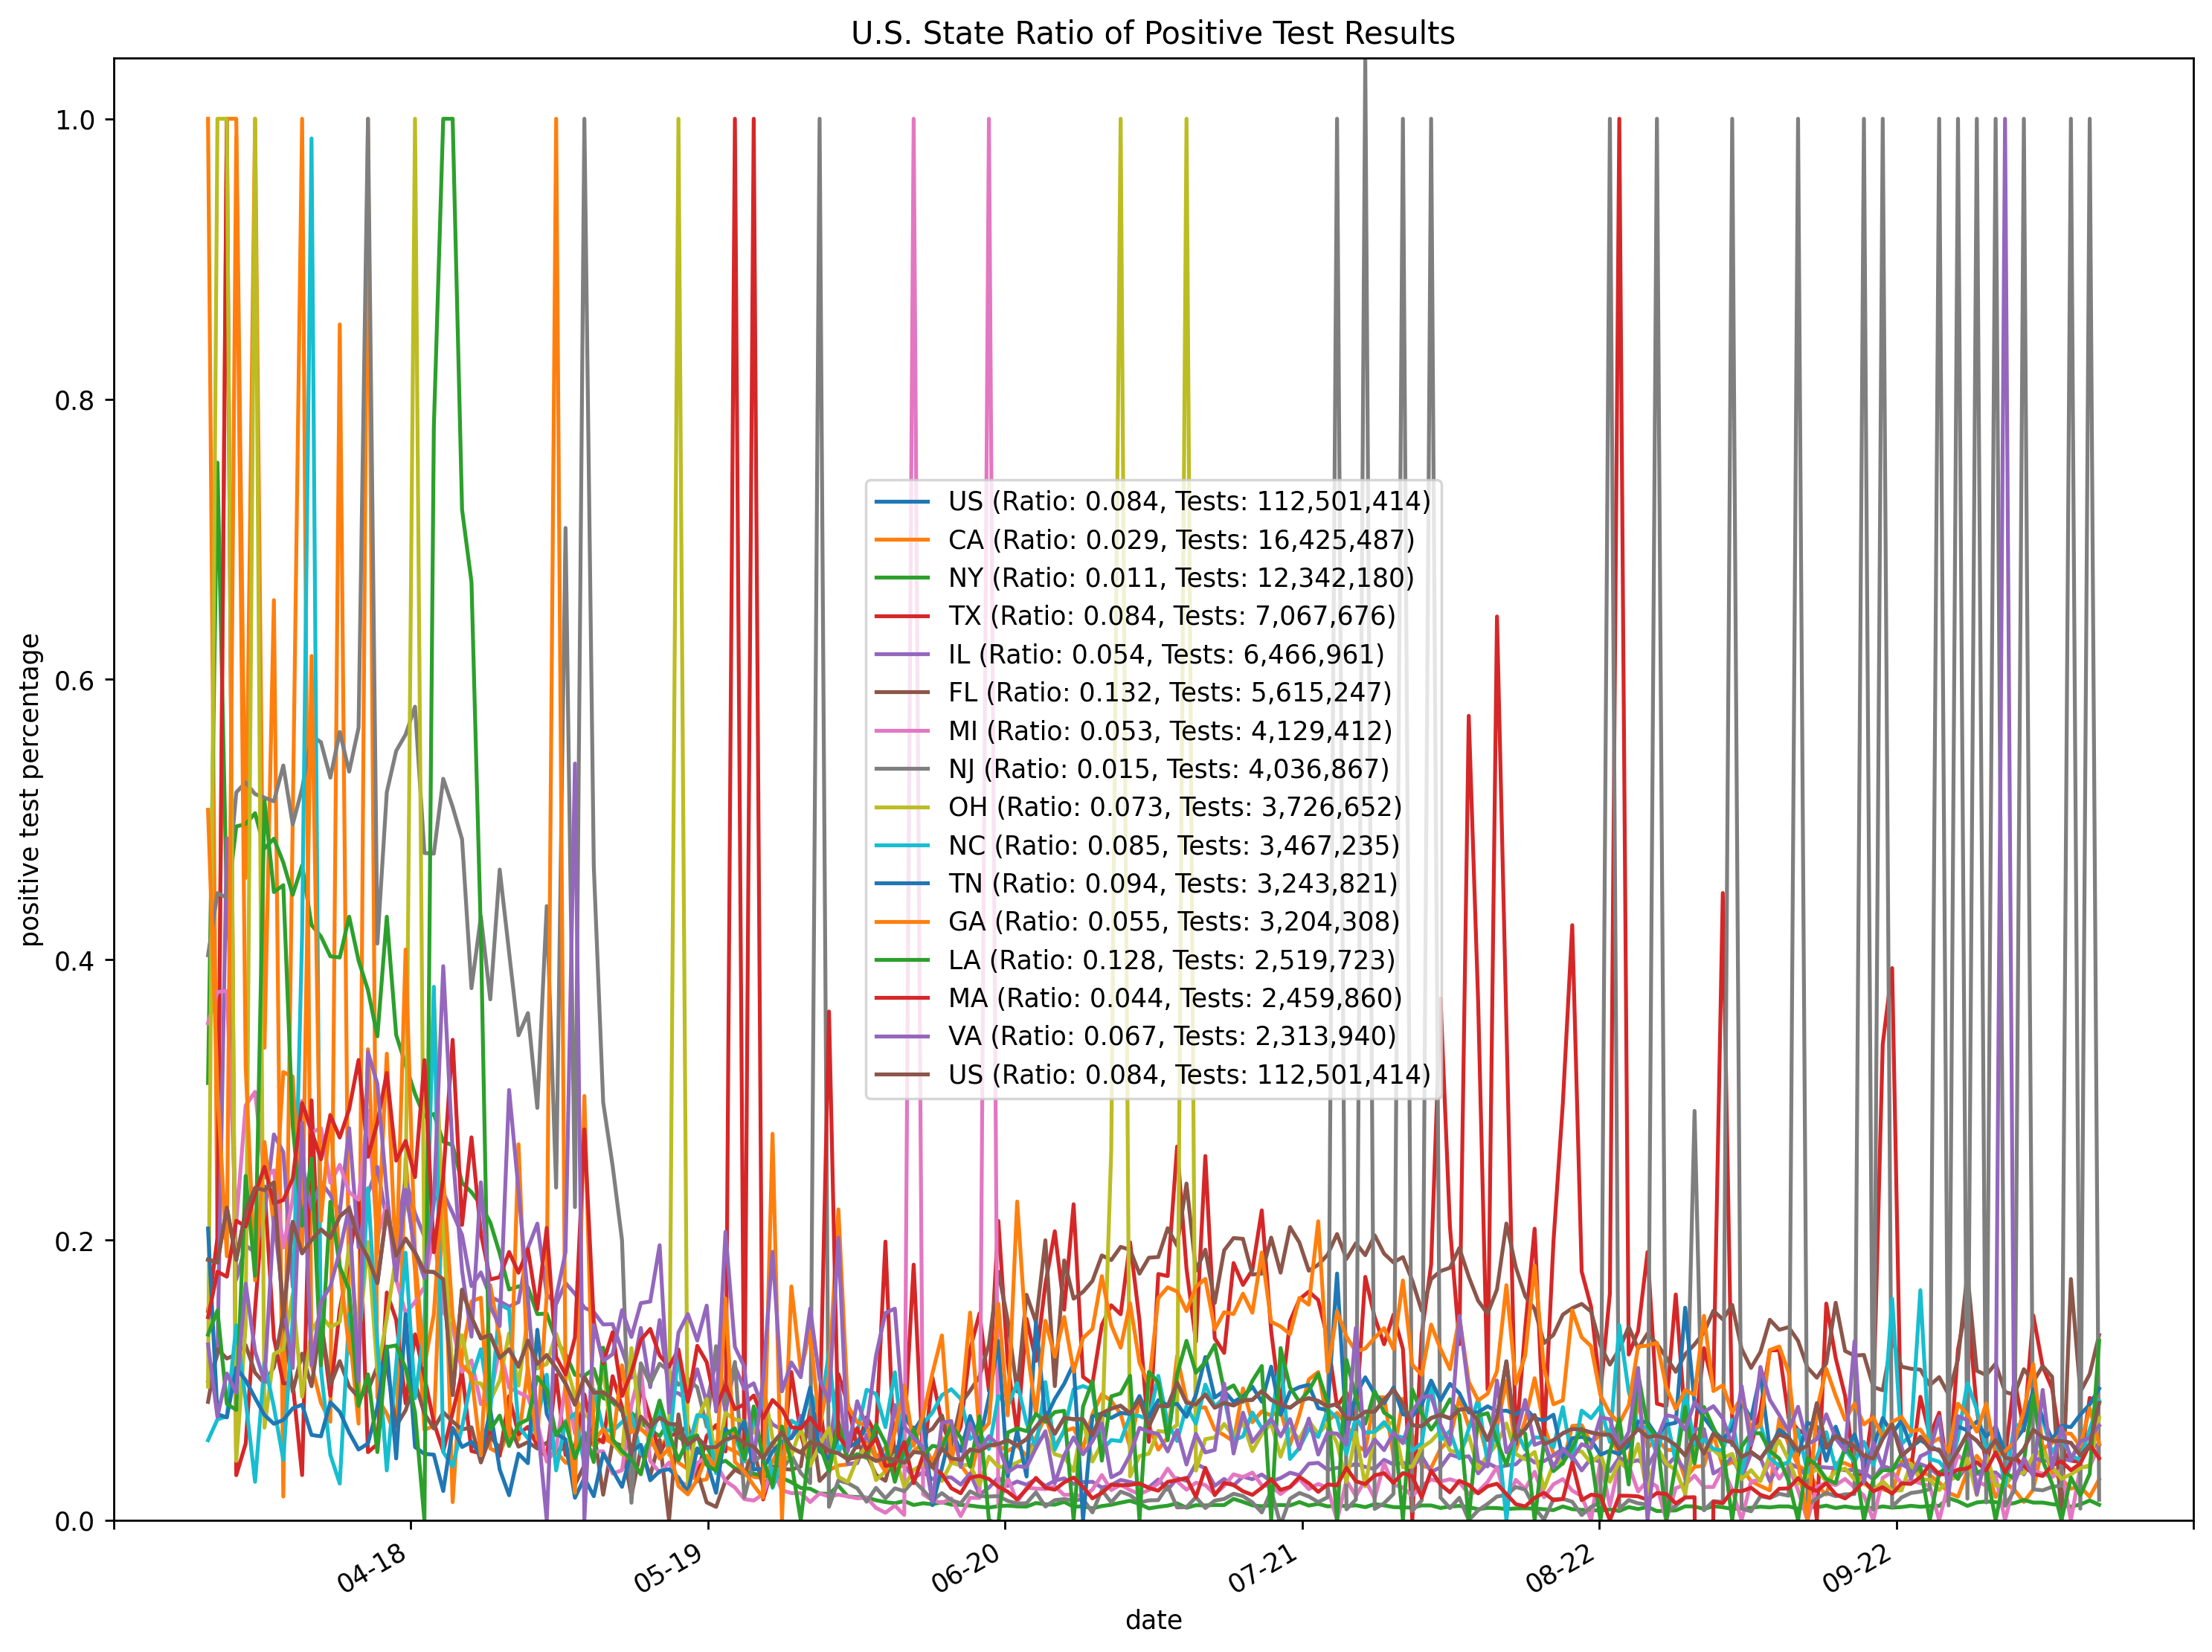 U.S. State Ratio of Positive Test Results
positive test percentage
1.0
0.8
0.6
0.4
0.2
0.0
US (Ratio: 0.084, Tests: 112,501,414)
CA (Ratio: 0.029, Tests: 16,425,487)
NY (Ratio: 0.011, Tests: 12,342,180)
TX (Ratio: 0.084, Tests: 7,067,676)
IL (Ratio: 0.054, Tests: 6,466,961)
FL (Ratio: 0.132, Tests: 5,615,247)
MI (Ratio: 0.053, Tests: 4,129,412)
NJ (Ratio: 0.015, Tests: 4,036,867)
OH (Ratio: 0.073, Tests: 3,726,652)
NC (Ratio: 0.085, Tests: 3,467,235)
TN (Ratio: 0.094, Tests: 3,243,821)
GA (Ratio: 0.055, Tests: 3,204,308)
LA (Ratio: 0.128, Tests: 2,519,723)
MA (Ratio: 0.044, Tests: 2,459,860)
VA (Ratio: 0.067, Tests: 2,313,940)
US (Ratio: 0.084, Tests: 112,501,414)
04-18
05-19
06-20
07-21
08-22
09-22
date